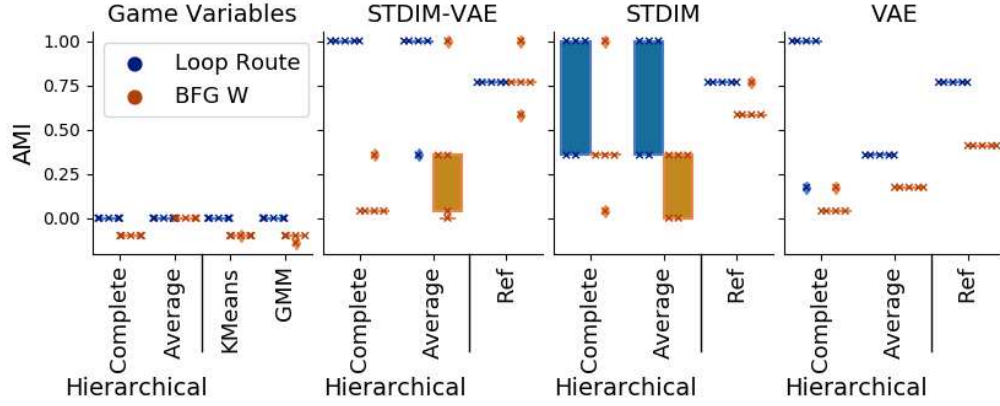 Game Variables
STDIM-VAE
STDIM
VAE
AMI
1.00
0.75
0.50
0.25
0.00
Loop Route
BFG W
Complete
Average
KMeans
GMM
Hierarchical
Complete
Average
Ref
Hierarchical
Complete
Average
Ref
Hierarchical
Complete
Average
Ref
Hierarchical